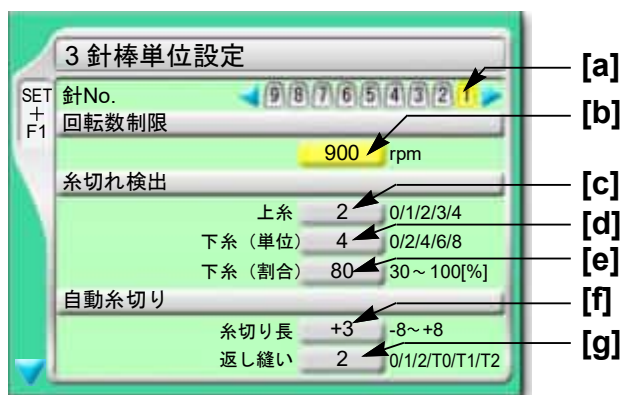 3 針棒単位設定
SET
+
F1
針No. 9 8 7 6 5 4 3 2 1 [a]
回転数制限 [b]
900 rpm
糸切れ検出 [c]
上糸 2 0/1/2/3/4
下糸（単位） 4 0/2/4/6/8 [d]
下糸（割合） 80 30～100[%] [e]
自動糸切り [f]
糸切り長 +3 -8～+8
返し縫い 2 0/1/2/T0/T1/T2 [g]